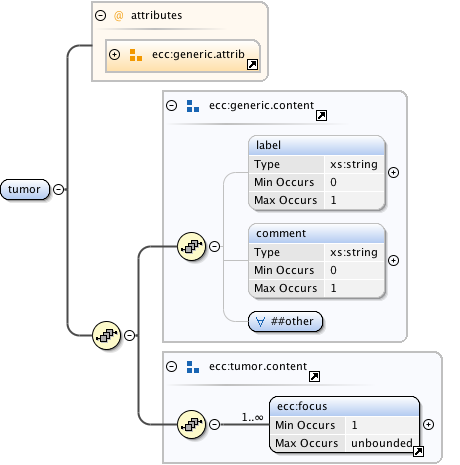 @ attributes
ecc:generic.attrib
ecc:generic.content
label
Type xs:string
Min Occurs 0
Max Occurs 1
tumor
comment
Type xs:string
Min Occurs 0
Max Occurs 1
∀ ##other
ecc:tumor.content
ecc:focus
1..∞
Min Occurs 1
Max Occurs unbounded